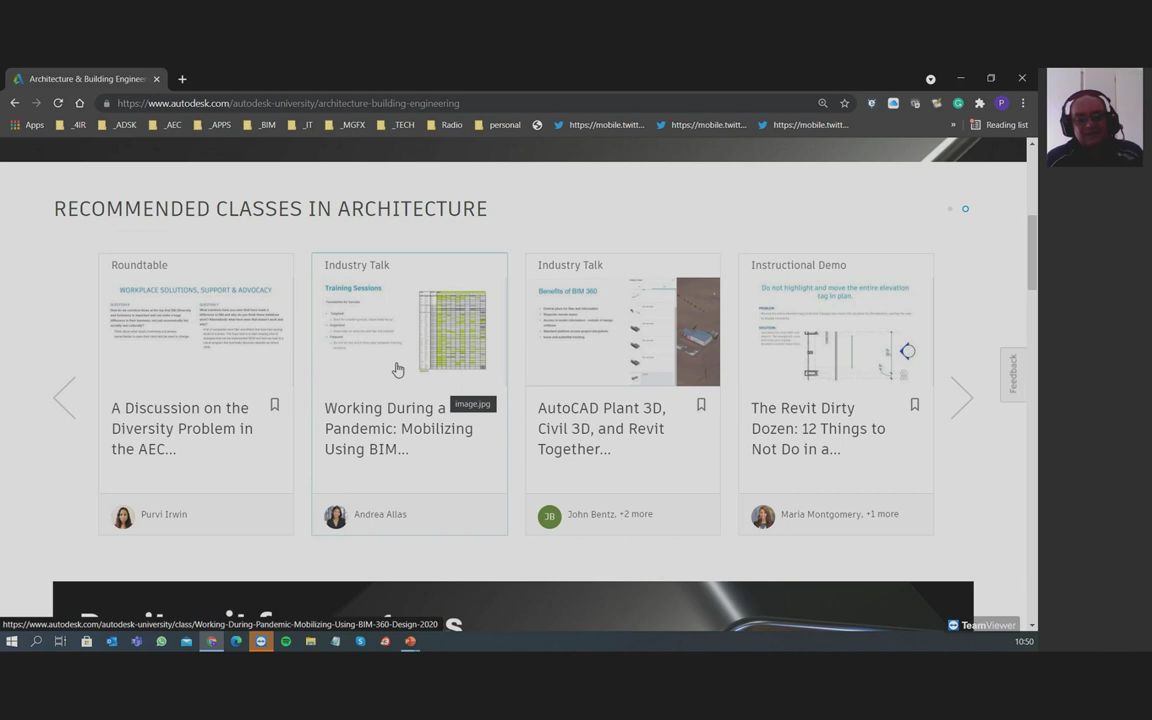 Architecture & Building Enginee
https://www.autodesk.com/autodesk-university/architecture-building-engineering
P
Apps
_4IR
_ADSK
_AEC
_APPS
_BIM
_IT
_MGFX
_TECH
Radio
personal
https://mobile.twitt...
https://mobile.twitt...
https://mobile.twitt...
»
Reading list
RECOMMENDED CLASSES IN ARCHITECTURE
Roundtable
WORKPLACE SOLUTIONS, SUPPORT & ADVOCACY
A Discussion on the
Diversity Problem in
the AEC...
Purvi Irwin
Industry Talk
Training Sessions
image.jpg
Working During a
Pandemic: Mobilizing
Using BIM...
Andrea Allas
Industry Talk
Benefits of BIM 360
AutoCAD Plant 3D,
Civil 3D, and Revit
Together...
JB
John Bentz, +2 more
Instructional Demo
Do not highlight and move the entire elevation
tag in plan.
PROBLEM:
SOLUTION:
The Revit Dirty
Dozen: 12 Things to
Not Do in a...
Maria Montgomery, +1 more
Feedback
https://www.autodesk.com/autodesk-university/class/Working-During-Pandemic-Mobilizing-Using-BIM-360-Design-2020
TeamViewer
10:50